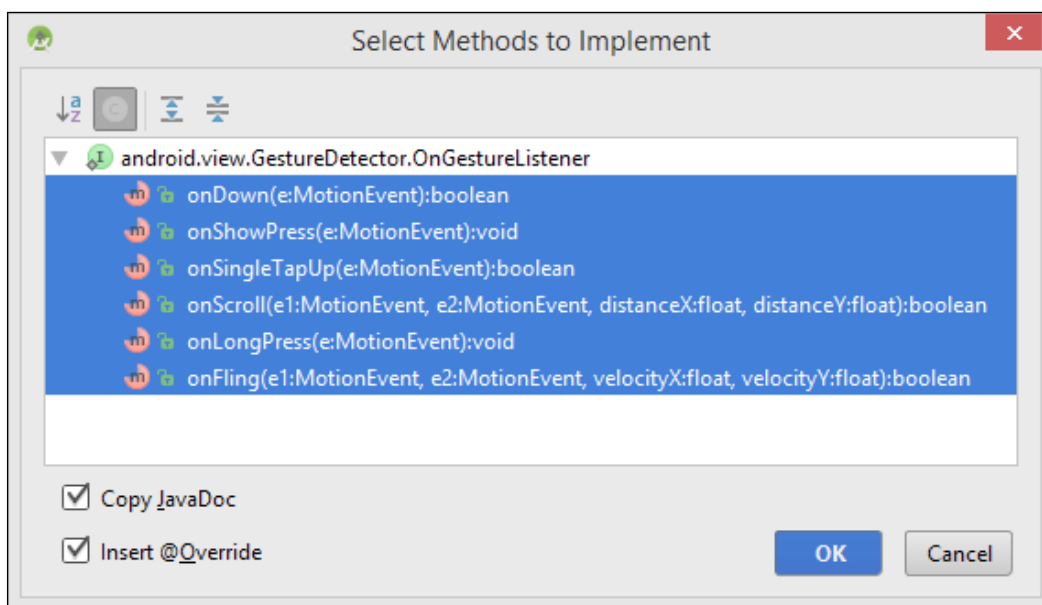 Select Methods to Implement
android.view.GestureDetector.OnGestureListener
onDown(e:MotionEvent):boolean
onShowPress(e:MotionEvent):void
onSingleTapUp(e:MotionEvent):boolean
onScroll(e1:MotionEvent, e2:MotionEvent, distanceX:float, distanceY:float):boolean
onLongPress(e:MotionEvent):void
onFling(e1:MotionEvent, e2:MotionEvent, velocityX:float, velocityY:float):boolean
Copy JavaDoc
Insert @Override
OK Cancel